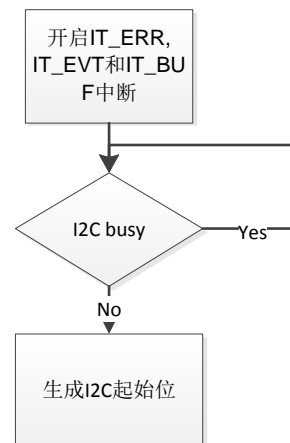 开启IT_ERR,
IT_EVT和IT_BU
F中断
I2C busy
Yes
No
生成I2C起始位